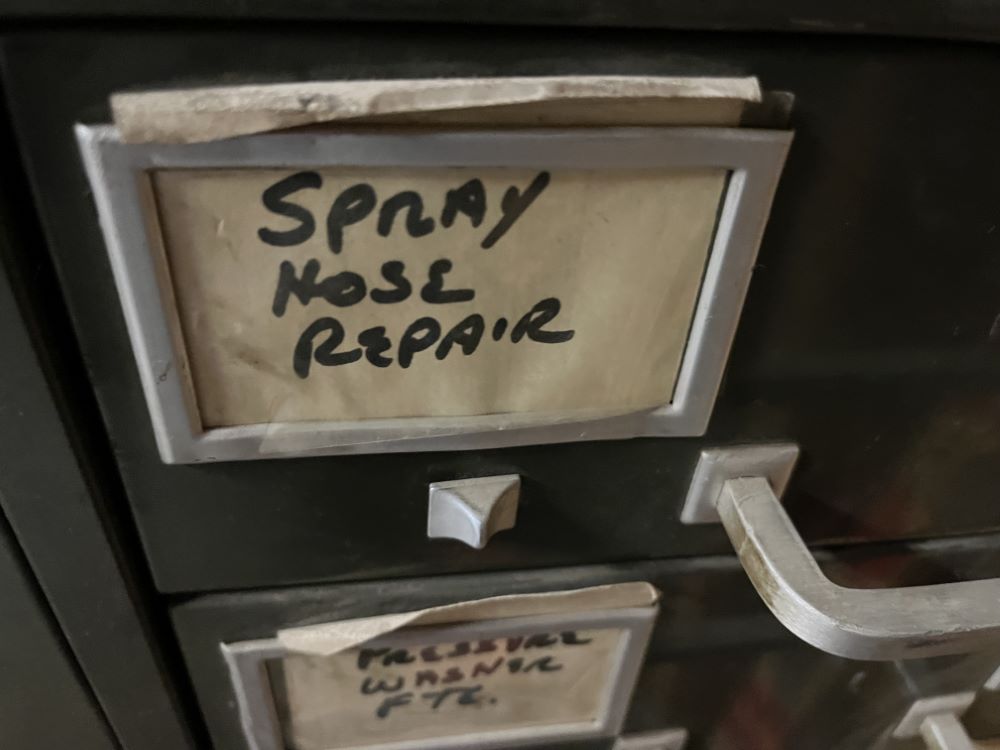 SPRAY
HOSE
REPAIR
PRESSURE
WASHER
FTG.